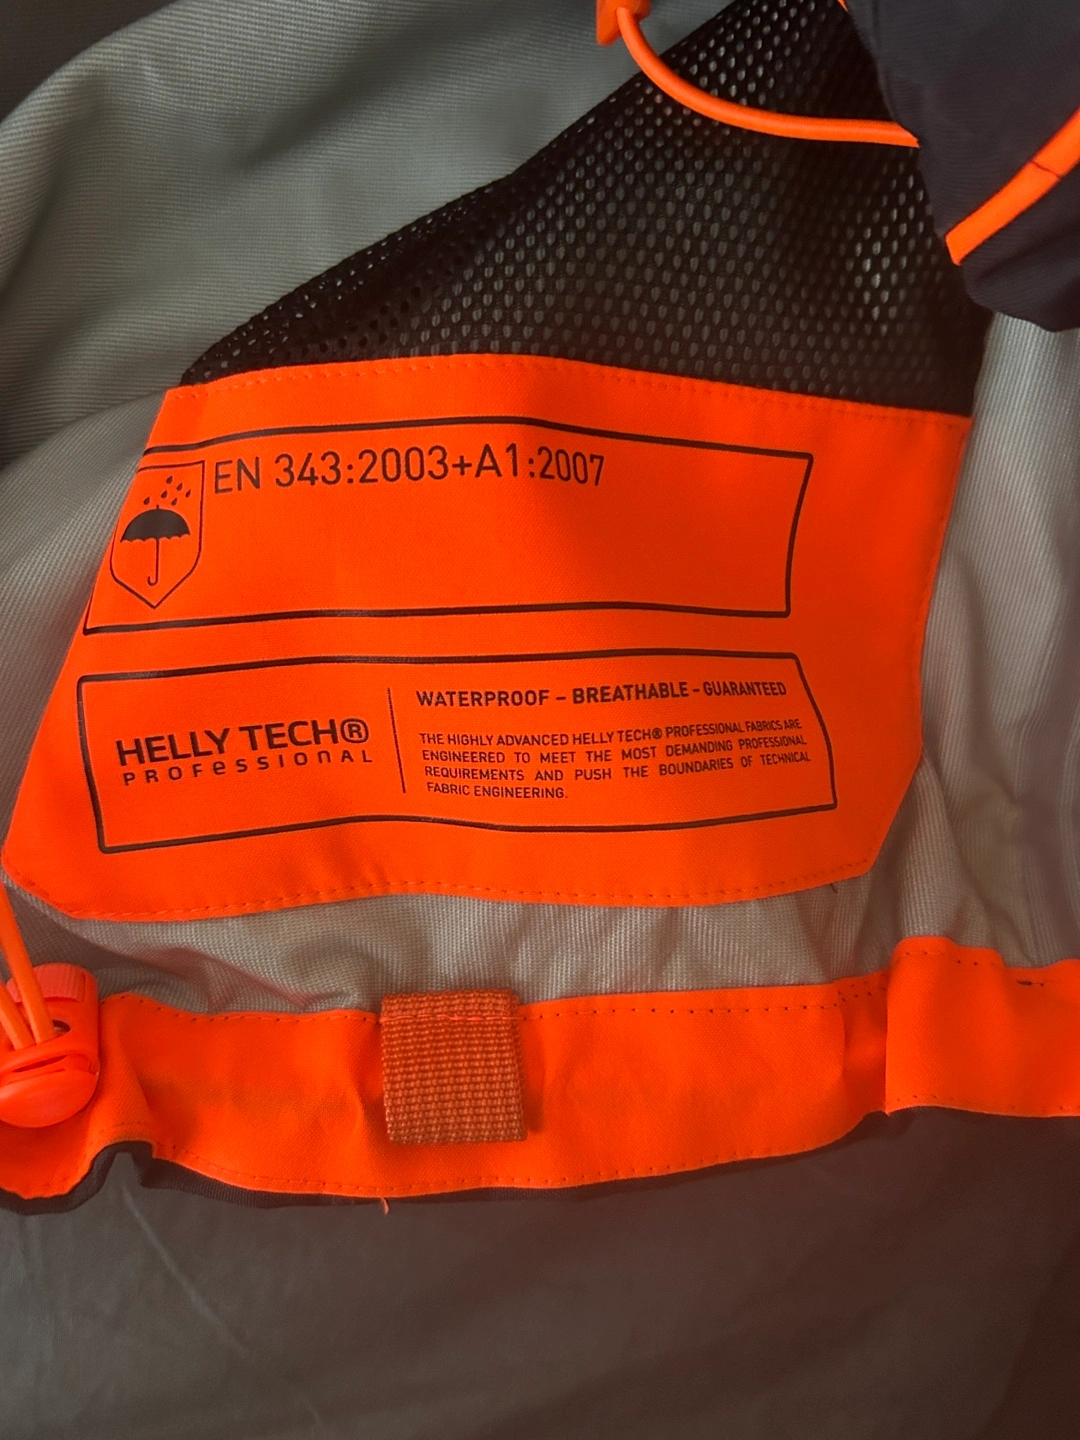 EN 343:2003+A1:2007
HELLY TECH®
PROFESSIONAL
WATERPROOF – BREATHABLE – GUARANTEED
THE HIGHLY ADVANCED HELLY TECH® PROFESSIONAL FABRICS ARE
ENGINEERED TO MEET THE MOST DEMANDING PROFESSIONAL
REQUIREMENTS AND PUSH THE BOUNDARIES OF TECHNICAL
FABRIC ENGINEERING.